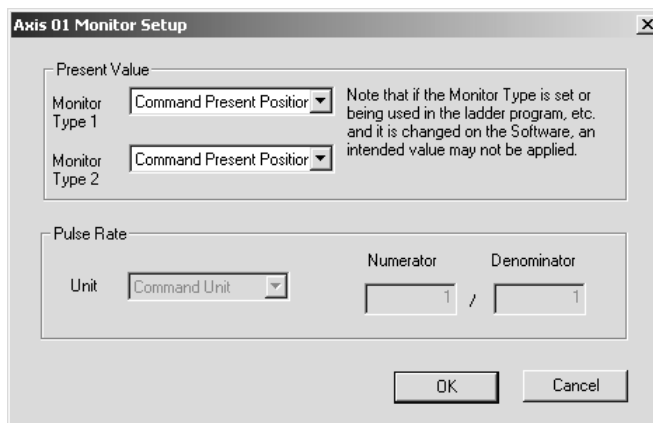 Axis 01 Monitor Setup
Present Value
Monitor Type 1
Command Present Position
Note that if the Monitor Type is set or
being used in the ladder program, etc.
and it is changed on the Software, an
intended value may not be applied.
Monitor Type 2
Command Present Position
Pulse Rate
Numerator
Denominator
Unit
Command Unit
1
/
1
OK
Cancel